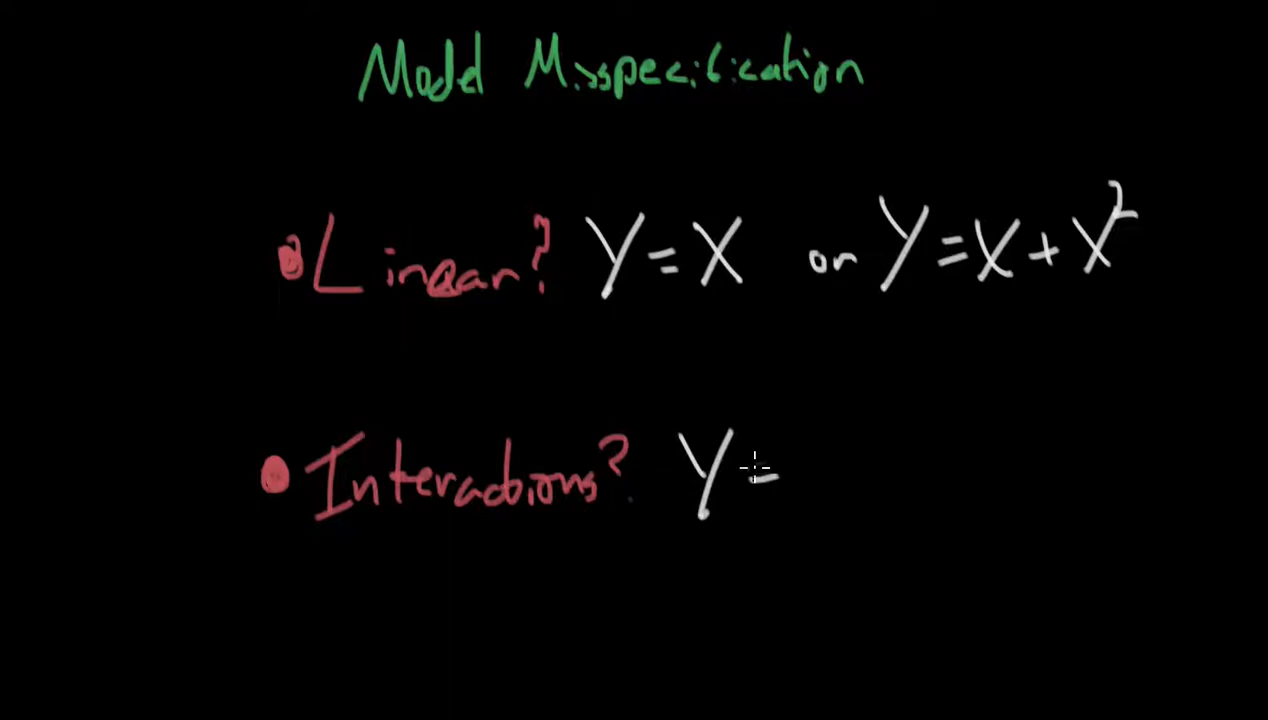 Model Misspecification
• Linear? Y = X or Y = X + X²
• Interactions? Y =